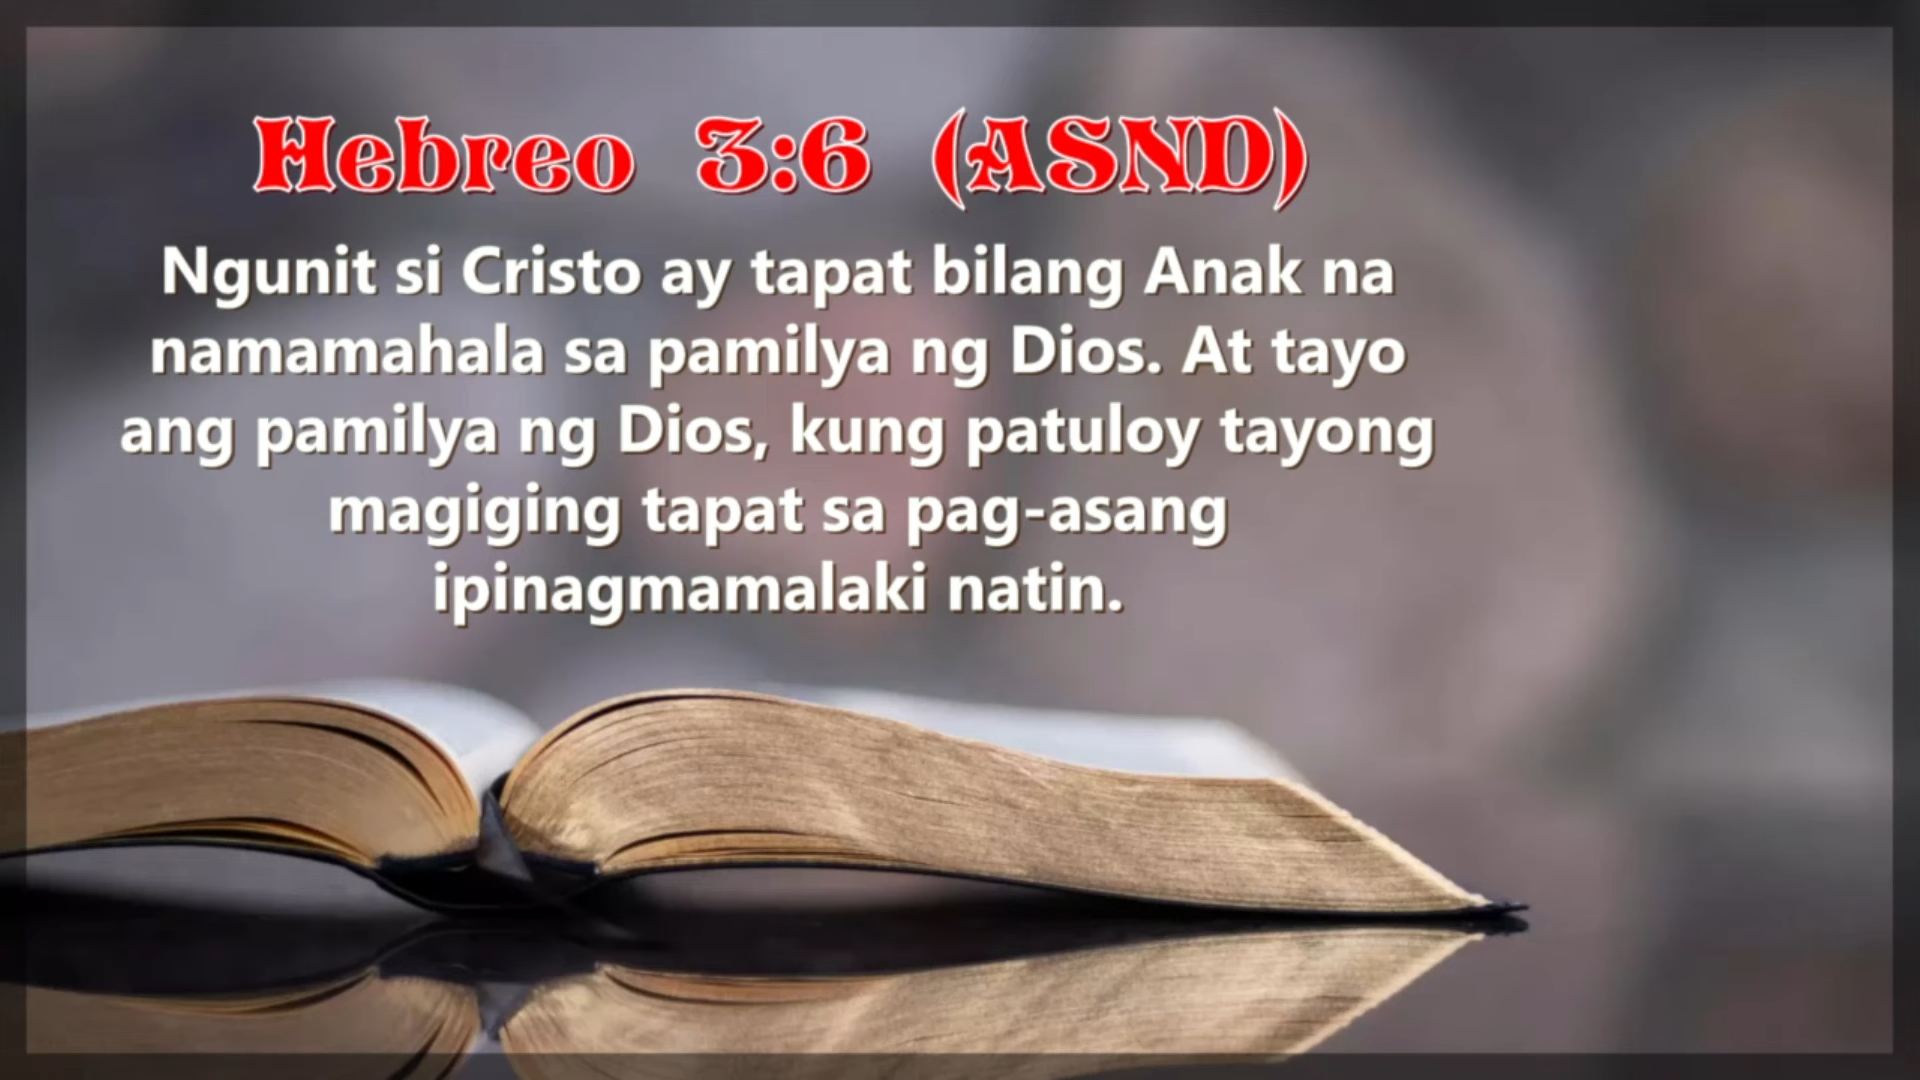 Hebreo 3:6 (ASND)
Ngunit si Cristo ay tapat bilang Anak na
namamahala sa pamilya ng Dios. At tayo
ang pamilya ng Dios, kung patuloy tayong
magiging tapat sa pag-asang
ipinagmamalaki natin.